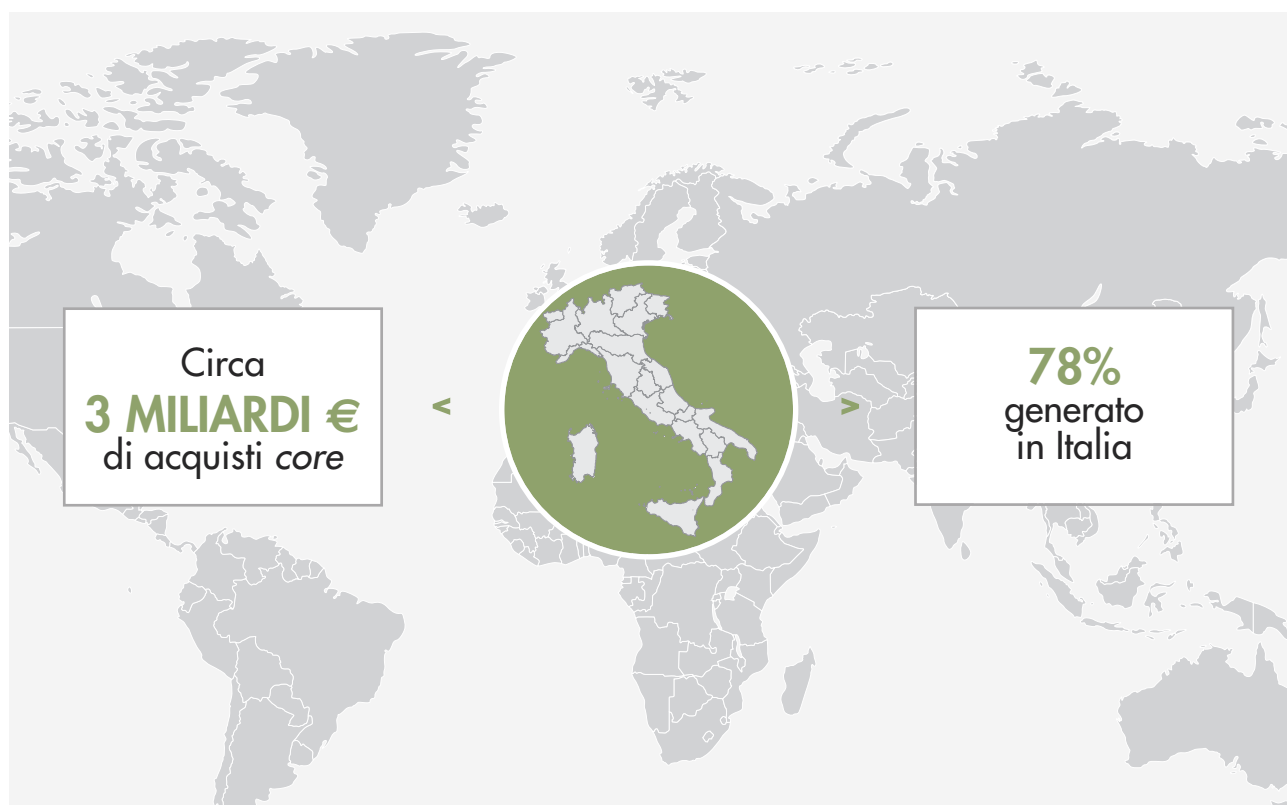 Circa
3 MILIARDI €
di acquisti core
<
>
78%
generato
in Italia